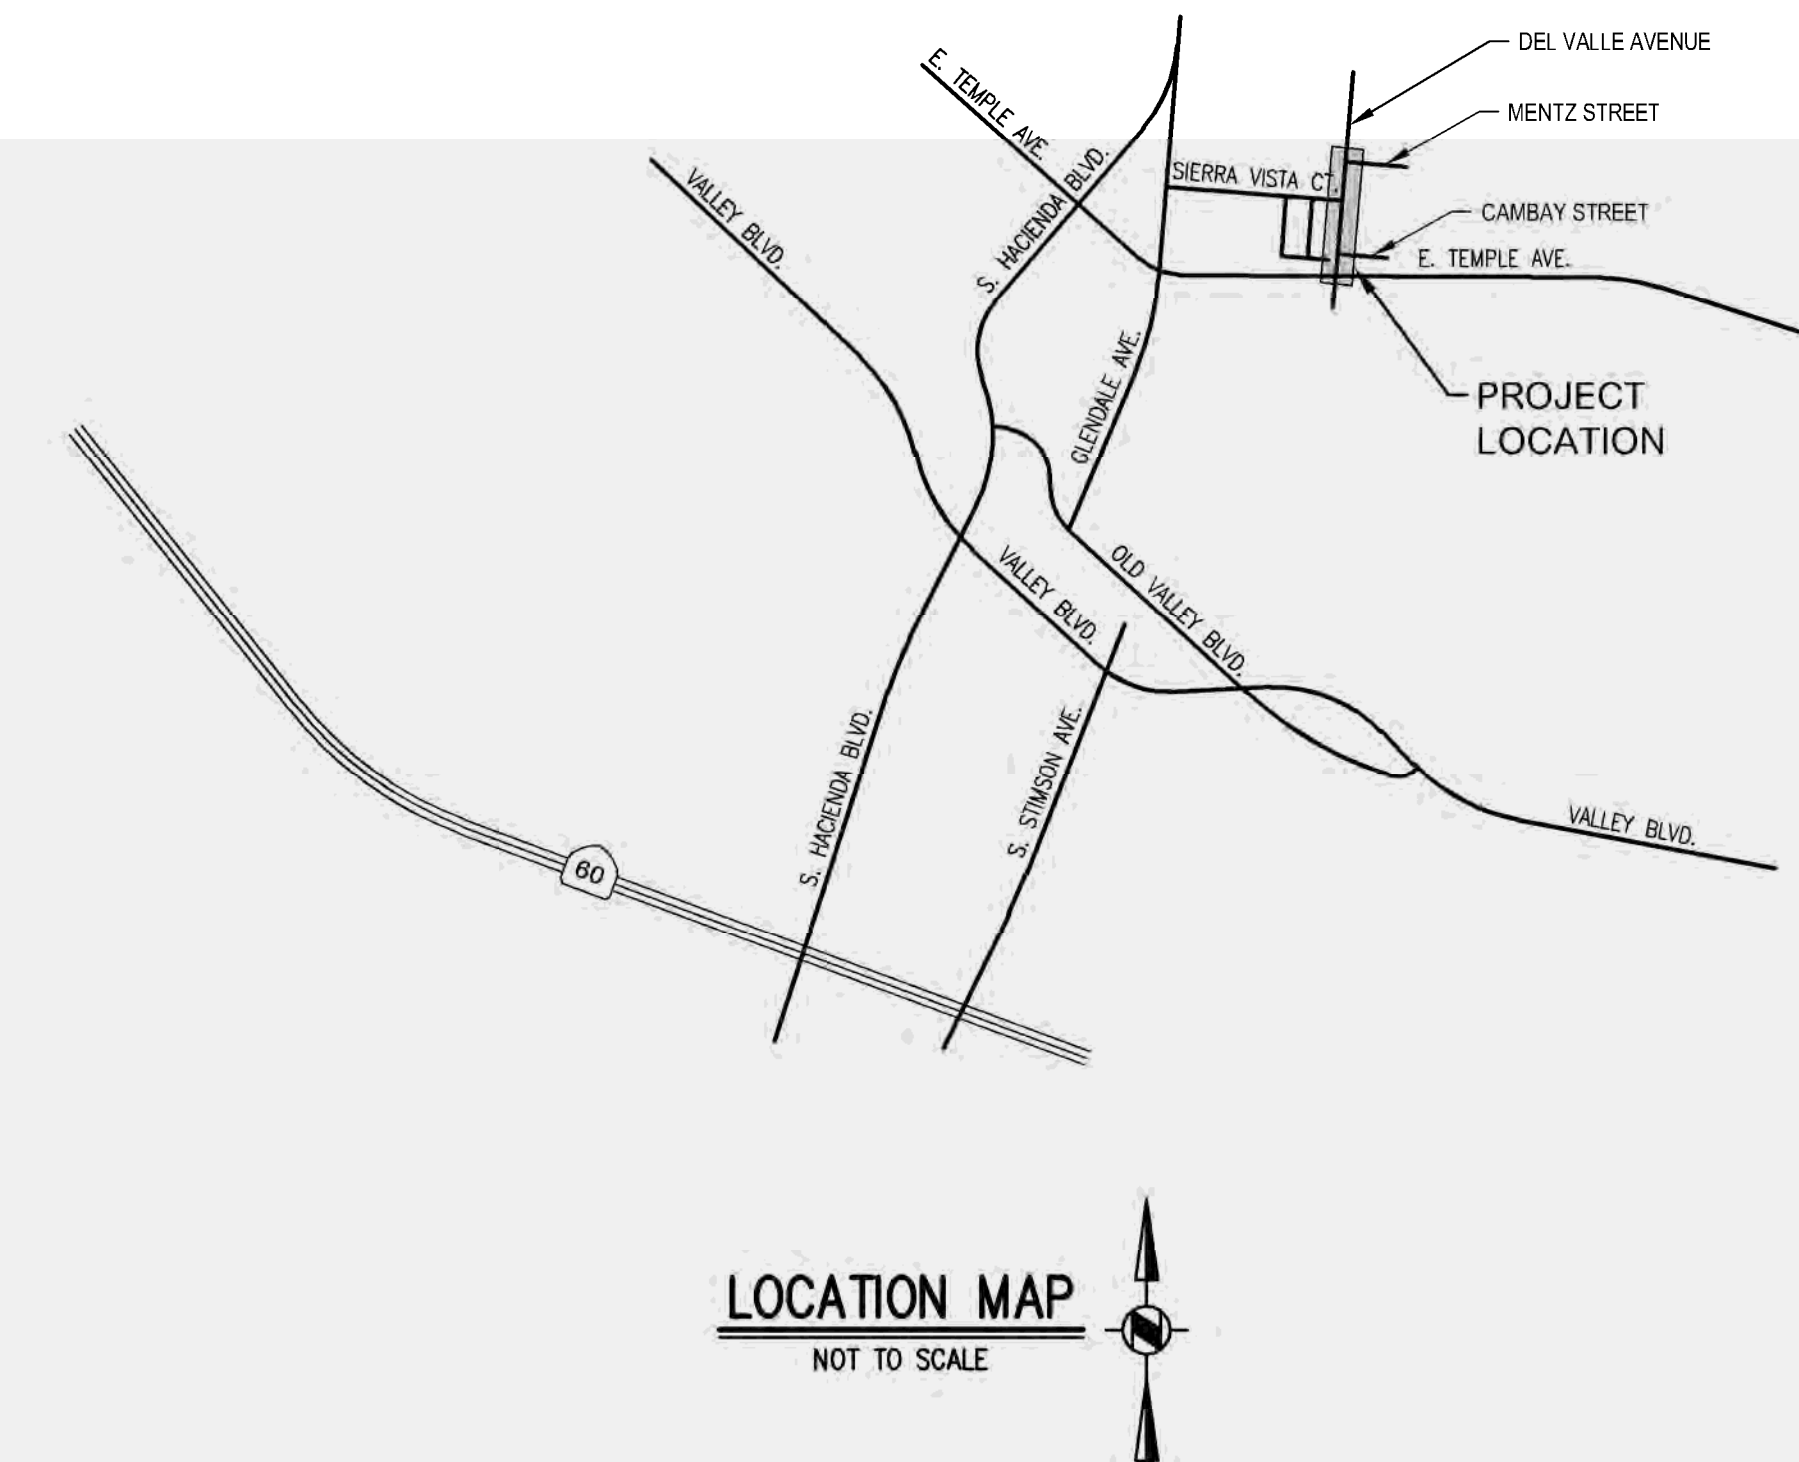 DEL VALLE AVENUE
E. TEMPLE AVE.
MENTZ STREET
S. HACIENDA BLVD.
SIERRA VISTA CT.
VALLEY BLVD.
CAMBAY STREET
E. TEMPLE AVE.
GLENDALE AVE.
PROJECT
LOCATION
VALLEY BLVD.
OLD VALLEY BLVD.
S. HACIENDA BLVD.
S. STIMSON AVE.
VALLEY BLVD.
60
LOCATION MAP
NOT TO SCALE